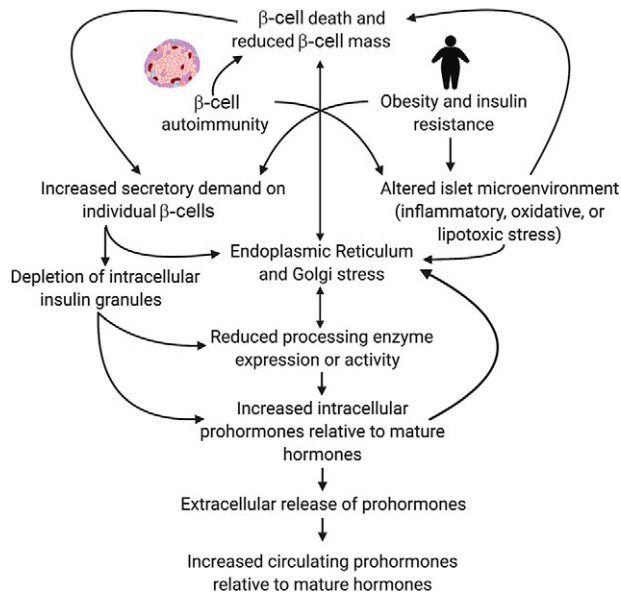 β-cell death and
reduced β-cell mass
β-cell
autoimmunity
Obesity and insulin
resistance
Increased secretory demand on
individual β-cells
Altered islet microenvironment
(inflammatory, oxidative, or
lipotoxic stress)
Endoplasmic Reticulum
and Golgi stress
Depletion of intracellular
insulin granules
Reduced processing enzyme
expression or activity
Increased intracellular
prohormones relative to mature
hormones
Extracellular release of prohormones
Increased circulating prohormones
relative to mature hormones